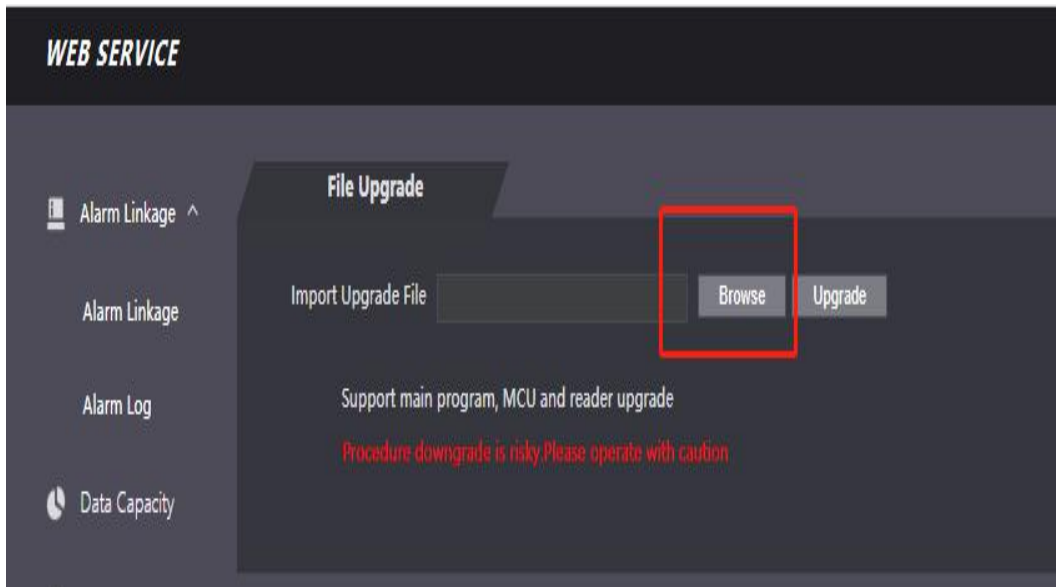 WEB SERVICE
File Upgrade
Alarm Linkage
Import Upgrade File
Browse
Upgrade
Alarm Linkage
Support main program, MCU and reader upgrade
Alarm Log
Procedure downgrade is risky.Please operate with caution
Data Capacity